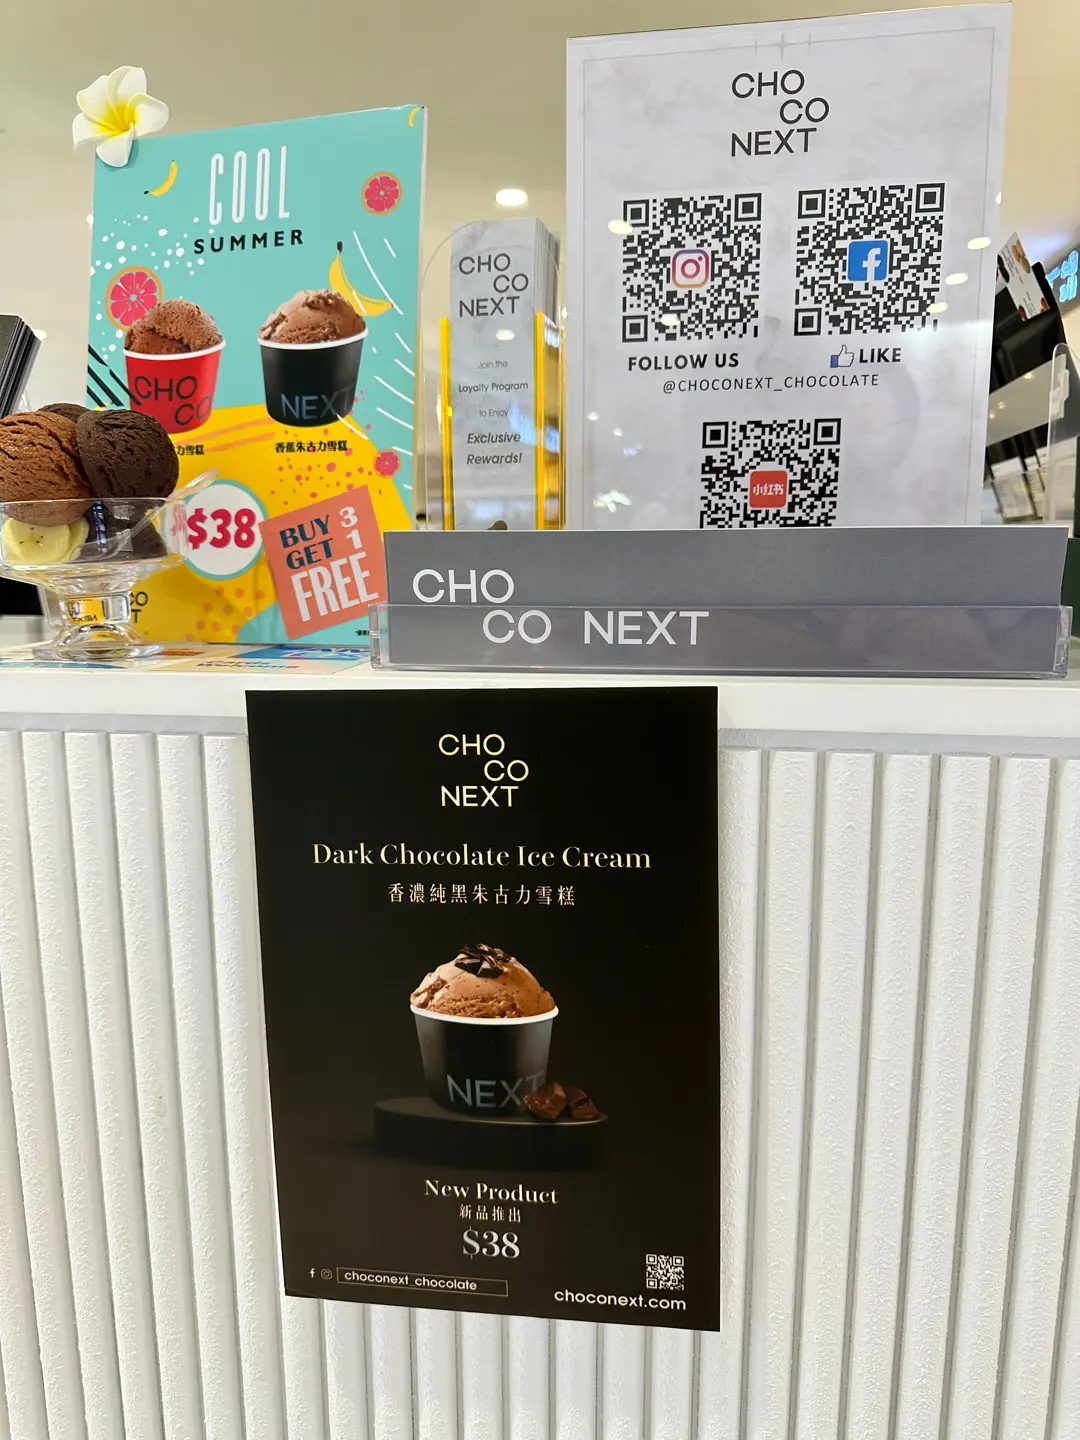 COOL
SUMMER
CHO
CO
NEXT
力雪糕
香蕉朱古力雪糕
$38
BUY 3
GET 1
FREE
CHO
CO
NEXT
Join the
Loyalty Program
to Enjoy
Exclusive
Rewards!
CHO
CO
NEXT
FOLLOW US
LIKE
@CHOCONEXT_CHOCOLATE
小红书
CHO
CO NEXT
CHO
CO
NEXT
Dark Chocolate Ice Cream
香濃純黑朱古力雪糕
NEXT
New Product
新品推出
$38
choconext_chocolate
choconext.com